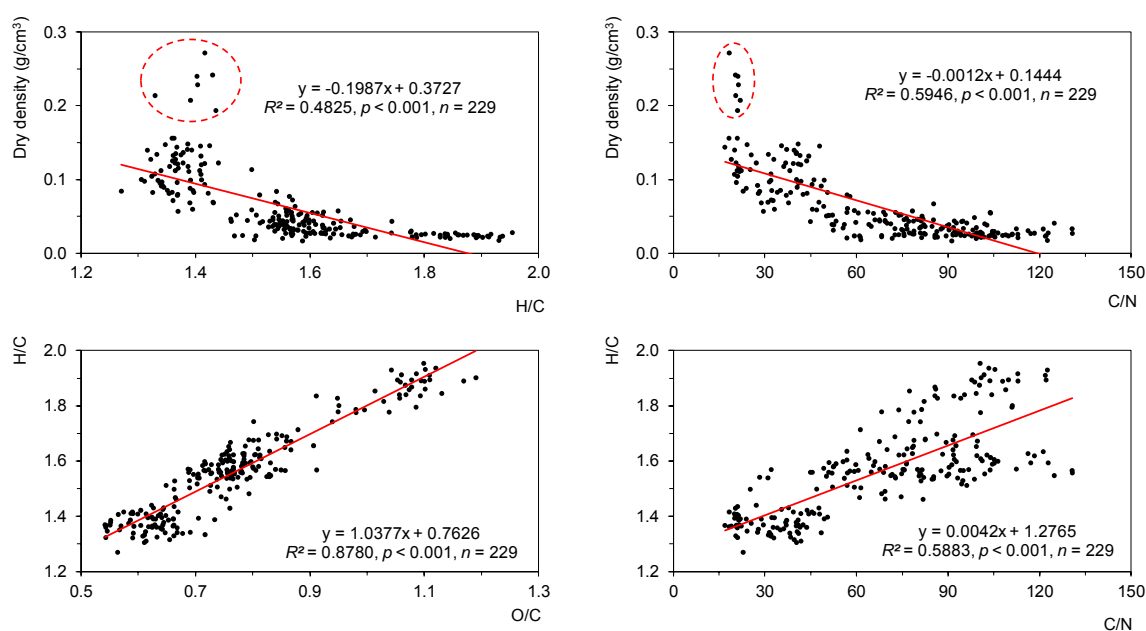 Dry density (g/cm³)
0.3
0.2
0.1
0.0
y = -0.1987x + 0.3727
R² = 0.4825, p < 0.001, n = 229
1.2 1.4 1.6 1.8 2.0
H/C
Dry density (g/cm³)
0.3
0.2
0.1
0.0
y = -0.0012x + 0.1444
R² = 0.5946, p < 0.001, n = 229
0 30 60 90 120 150
C/N
H/C
2.0
1.8
1.6
1.4
1.2
y = 1.0377x + 0.7626
R² = 0.8780, p < 0.001, n = 229
0.5 0.7 0.9 1.1 1.3
O/C
H/C
2.0
1.8
1.6
1.4
1.2
y = 0.0042x + 1.2765
R² = 0.5883, p < 0.001, n = 229
0 30 60 90 120 150
C/N